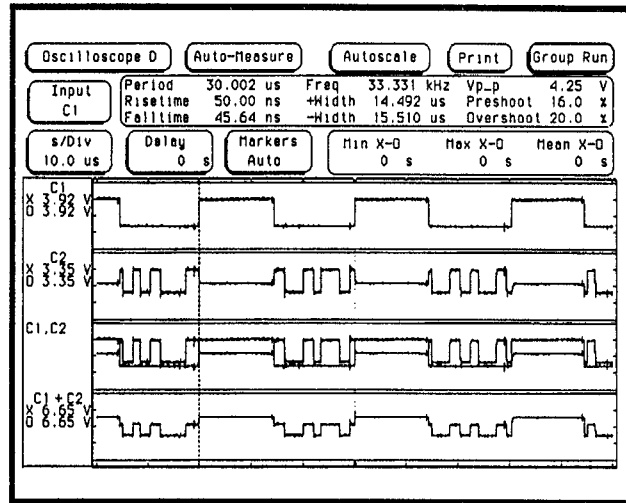 Oscilloscope D Auto-Measure Autoscale Print Group Run
Input C1
Period 30.002 us Freq 33.331 kHz Vp_p 4.25 V
Risetime 50.00 ns +Width 14.492 us Preshoot 16.0 %
Falltime 45.64 ns -Width 15.510 us Overshoot 20.0 %
s/Div Delay Markers Min X-O Max X-O Mean X-O
10.0 us 0 s Auto 0 s 0 s 0 s
C1
X 3.92 V
O 3.92 V
C2
X 3.35 V
O 3.35 V
C1,C2
C1+C2
X 6.65 V
O 6.65 V